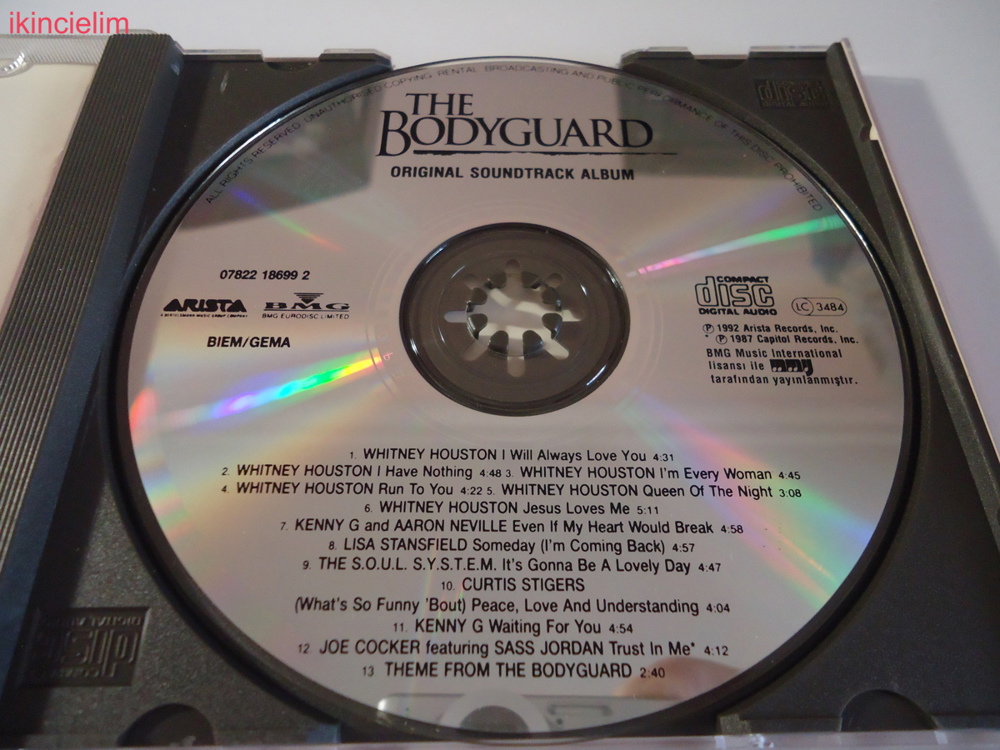 ikincielim
ALL RIGHTS RESERVED. UNAUTHORISED COPYING, RENTAL, BROADCASTING AND PUBLIC PERFORMANCE OF THIS DISC PROHIBITED
THE
BODYGUARD
ORIGINAL SOUNDTRACK ALBUM
07822 18699 2
ARISTA BMG
BMG EURODISC LIMITED
BIEM/GEMA
COMPACT
disc
DIGITAL AUDIO
LC 3484
℗ 1992 Arista Records, Inc.
* ℗ 1987 Capitol Records, Inc.
BMG Music International
lisansı ile mmy
tarafından yayınlanmıştır.
1. WHITNEY HOUSTON I Will Always Love You 4:31
2. WHITNEY HOUSTON I Have Nothing 4:48 3. WHITNEY HOUSTON I'm Every Woman 4:45
4. WHITNEY HOUSTON Run To You 4:22 5. WHITNEY HOUSTON Queen Of The Night 3:08
6. WHITNEY HOUSTON Jesus Loves Me 5:11
7. KENNY G and AARON NEVILLE Even If My Heart Would Break 4:58
8. LISA STANSFIELD Someday (I'm Coming Back) 4:57
9. THE S.O.U.L. S.Y.S.T.E.M. It's Gonna Be A Lovely Day 4:47
10. CURTIS STIGERS
(What's So Funny 'Bout) Peace, Love And Understanding 4:04
11. KENNY G Waiting For You 4:54
12. JOE COCKER featuring SASS JORDAN Trust In Me* 4:12
13 THEME FROM THE BODYGUARD 2:40
disc
COMPACT
disc
DIGITAL AUDIO